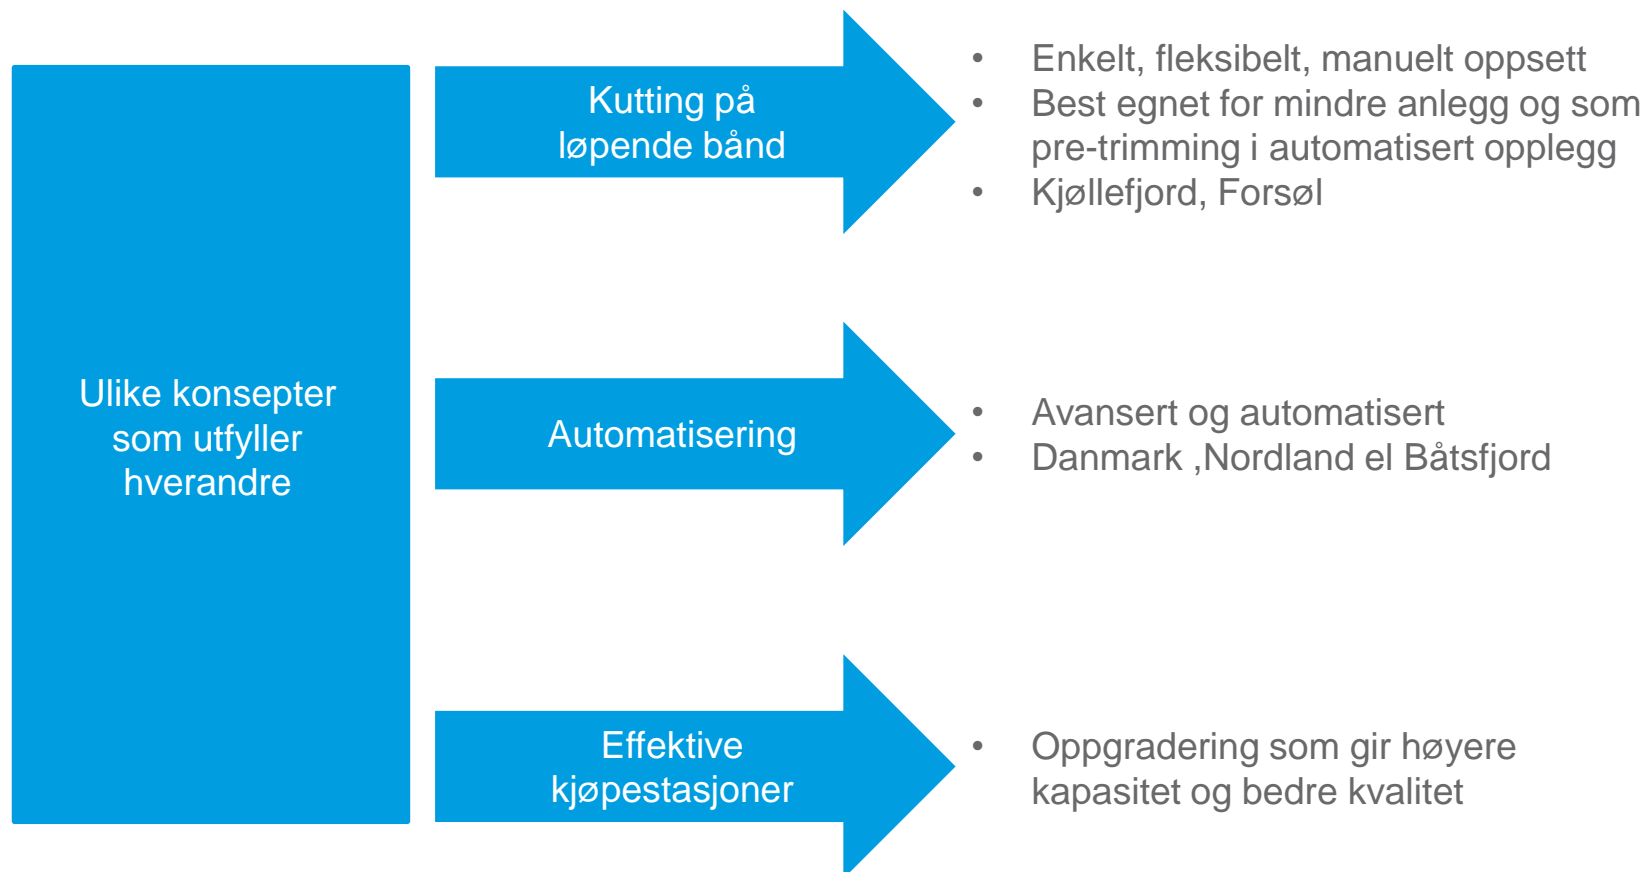 Ulike konsepter
som utfyller
hverandre
Kutting på
løpende bånd
• Enkelt, fleksibelt, manuelt oppsett
• Best egnet for mindre anlegg og som
pre-trimming i automatisert opplegg
• Kjøllefjord, Forsøl
Automatisering
• Avansert og automatisert
• Danmark ,Nordland el Båtsfjord
Effektive
kjøpestasjoner
• Oppgradering som gir høyere
kapasitet og bedre kvalitet